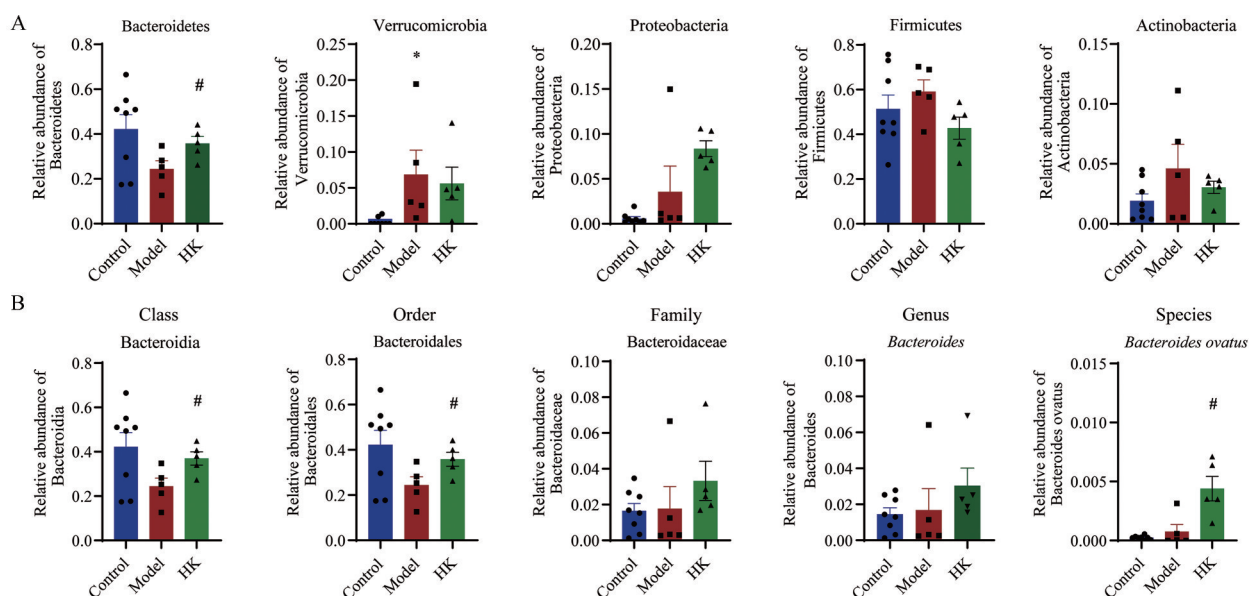 A
Bacteroidetes
Relative abundance of
Bacteroidetes
0.8
0.6
0.4
0.2
0.0
#
Control
Model
HK
Verrucomicrobia
Relative abundance of
Verrucomicrobia
0.25
0.20
0.15
0.10
0.05
0.00
*
Control
Model
HK
Proteobacteria
Relative abundance of
Proteobacteria
0.20
0.15
0.10
0.05
0.00
Control
Model
HK
Firmicutes
Relative abundance of
Firmicutes
0.8
0.6
0.4
0.2
0.0
Control
Model
HK
Actinobacteria
Relative abundance of
Actinobacteria
0.15
0.10
0.05
0.00
Control
Model
HK
B
Class
Bacteroidia
Relative abundance of
Bacteroidia
0.8
0.6
0.4
0.2
0.0
#
Control
Model
HK
Order
Bacteroidales
Relative abundance of
Bacteroidales
0.8
0.6
0.4
0.2
0.0
#
Control
Model
HK
Family
Bacteroidaceae
Relative abundance of
Bacteroidaceae
0.10
0.08
0.06
0.04
0.02
0.00
Control
Model
HK
Genus
Bacteroides
Relative abundance of
Bacteroides
0.10
0.08
0.06
0.04
0.02
0.00
Control
Model
HK
Species
Bacteroides ovatus
Relative abundance of
Bacteroides ovatus
0.015
0.010
0.005
0.000
#
Control
Model
HK